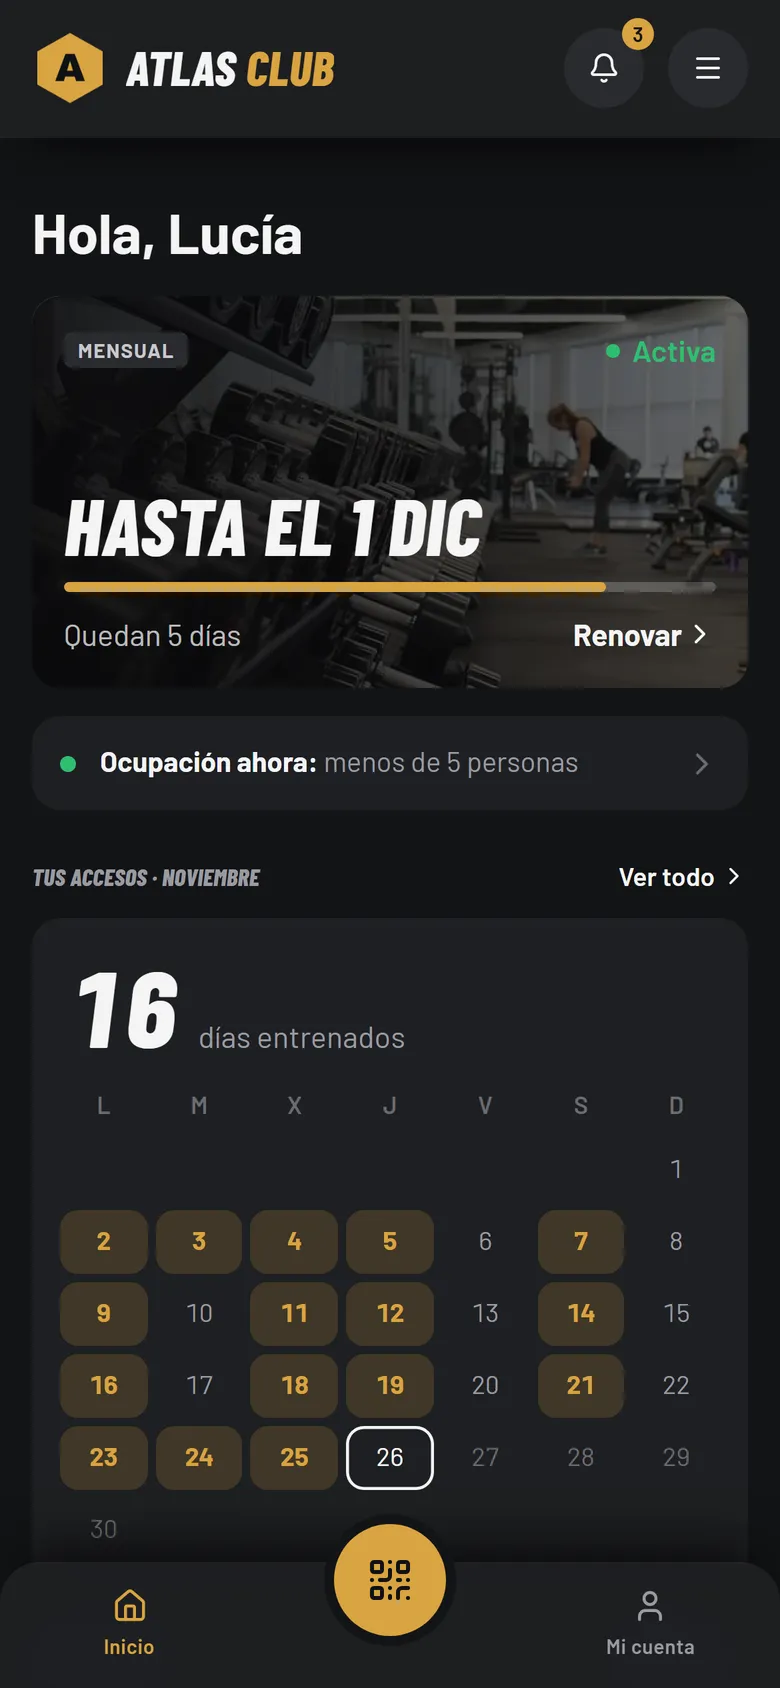 A ATLAS CLUB
3
Hola, Lucía
MENSUAL
Activa
HASTA EL 1 DIC
Quedan 5 días
Renovar
Ocupación ahora: menos de 5 personas
TUS ACCESOS · NOVIEMBRE
Ver todo
16 días entrenados
L M X J V S D
1
2 3 4 5 6 7 8
9 10 11 12 13 14 15
16 17 18 19 20 21 22
23 24 25 26 27 28 29
30
Inicio
Mi cuenta